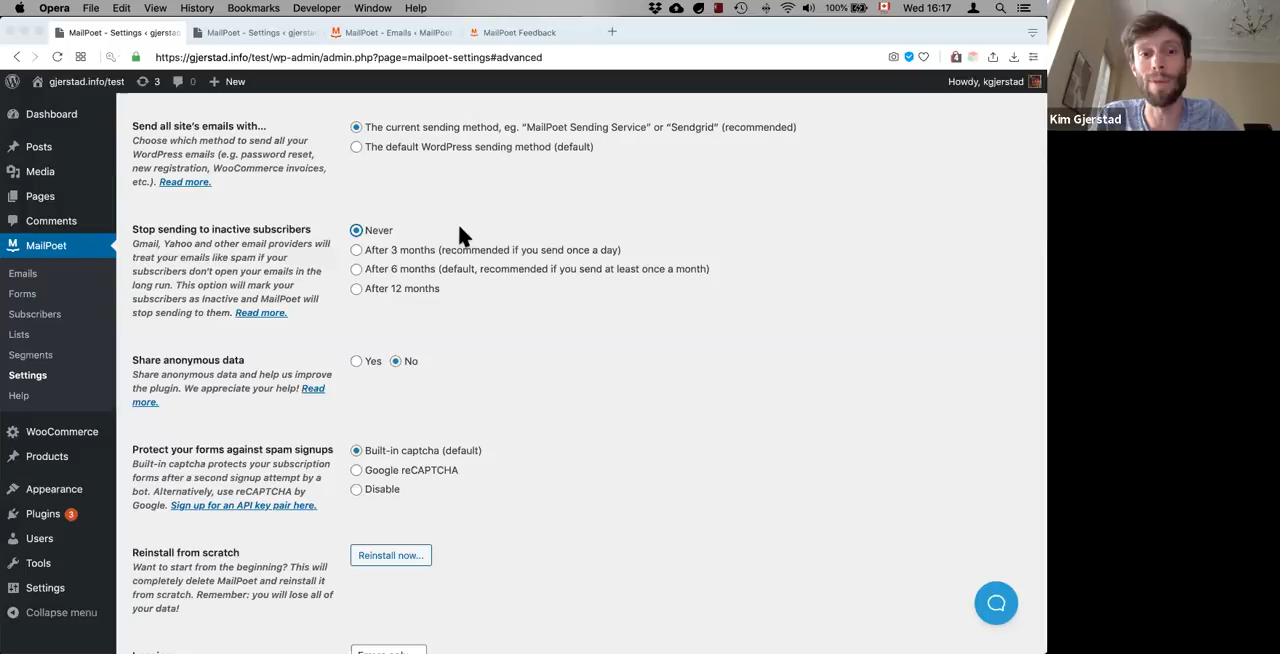 Opera File Edit View History Bookmarks Developer Window Help 100% Wed 16:17
MailPoet - Settings ‹ gjerstad MailPoet - Settings ‹ gjerstad MailPoet - Emails ‹ MailPoet MailPoet Feedback
https://gjerstad.info/test/wp-admin/admin.php?page=mailpoet-settings#advanced
gjerstad.info/test 3 0 New Howdy, kgjerstad
Kim Gjerstad
Dashboard
Posts
Media
Pages
Comments
MailPoet
Emails
Forms
Subscribers
Lists
Segments
Settings
Help
WooCommerce
Products
Appearance
Plugins 3
Users
Tools
Settings
Collapse menu
Send all site's emails with...
Choose which method to send all your
WordPress emails (e.g. password reset,
new registration, WooCommerce invoices,
etc.). Read more.
The current sending method, eg. “MailPoet Sending Service” or “Sendgrid” (recommended)
The default WordPress sending method (default)
Stop sending to inactive subscribers
Gmail, Yahoo and other email providers will
treat your emails like spam if your
subscribers don't open your emails in the
long run. This option will mark your
subscribers as Inactive and MailPoet will
stop sending to them. Read more.
Never
After 3 months (recommended if you send once a day)
After 6 months (default, recommended if you send at least once a month)
After 12 months
Share anonymous data
Share anonymous data and help us improve
the plugin. We appreciate your help! Read
more.
Yes No
Protect your forms against spam signups
Built-in captcha protects your subscription
forms after a second signup attempt by a
bot. Alternatively, use reCAPTCHA by
Google. Sign up for an API key pair here.
Built-in captcha (default)
Google reCAPTCHA
Disable
Reinstall from scratch
Want to start from the beginning? This will
completely delete MailPoet and reinstall it
from scratch. Remember: you will lose all of
your data!
Reinstall now...